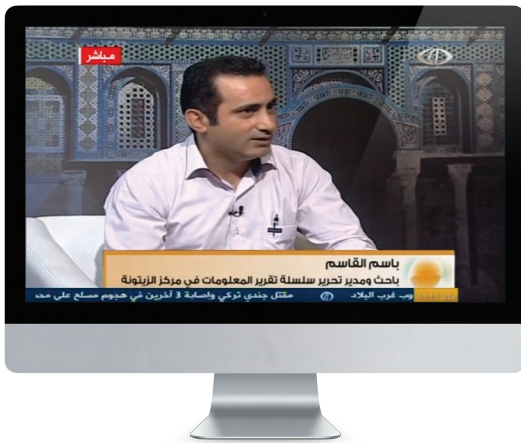 مباشر
باسم القاسم
باحث ومدير تحرير سلسلة تقرير المعلومات في مركز الزيتونة
وب غرب البلاد مقتل جندي تركي وإصابة 3 آخرين في هجوم مسلح على